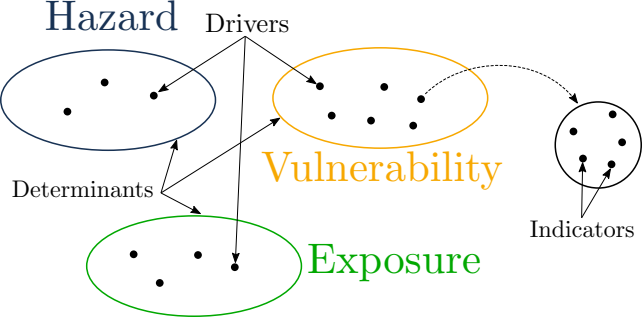 Hazard
Drivers
Vulnerability
Determinants
Indicators
Exposure